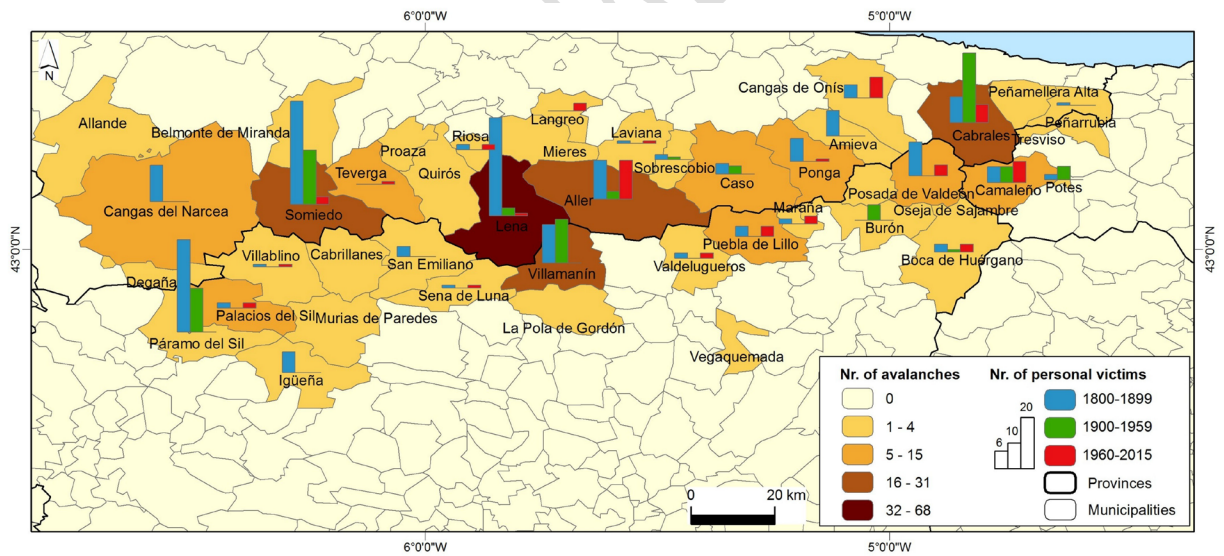 6°0'0"W
5°0'0"W
N
43°0'0"N
43°0'0"N
Cangas de Onís
Peñamellera Alta
Allande
Langreo
Peñarrubia
Belmonte de Miranda
Riosa
Laviana
Cabrales
Tresviso
Proaza
Mieres
Amieva
Teverga
Quirós
Sobrescobio
Ponga
Caso
Camaleño
Potes
Posada de Valdeón
Aller
Cangas del Narcea
Somiedo
Maraña
Oseja de Sajambre
Lena
Burón
Puebla de Lillo
Villablino
Cabrillanes
San Emiliano
Boca de Huérgano
Valdelugueros
Villamanín
Degaña
Sena de Luna
Palacios del Sil
Murias de Paredes
La Pola de Gordón
Páramo del Sil
Vegaquemada
Igüeña
Nr. of avalanches
0
1 - 4
5 - 15
16 - 31
32 - 68
Nr. of personal victims
20
10
6
1800-1899
1900-1959
1960-2015
Provinces
Municipalities
0 20 km
6°0'0"W
5°0'0"W